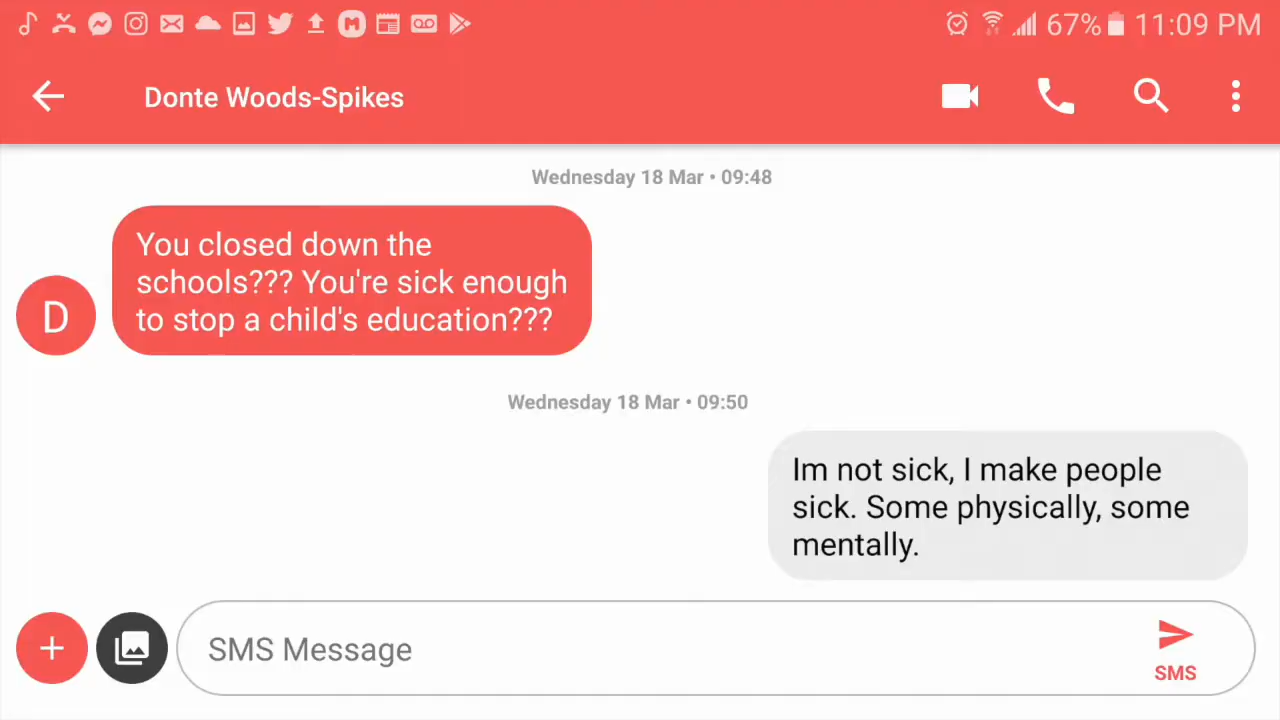 67% 11:09 PM
Donte Woods-Spikes
Wednesday 18 Mar • 09:48
You closed down the
schools??? You're sick enough
to stop a child's education???
D
Wednesday 18 Mar • 09:50
Im not sick, I make people
sick. Some physically, some
mentally.
SMS Message
SMS